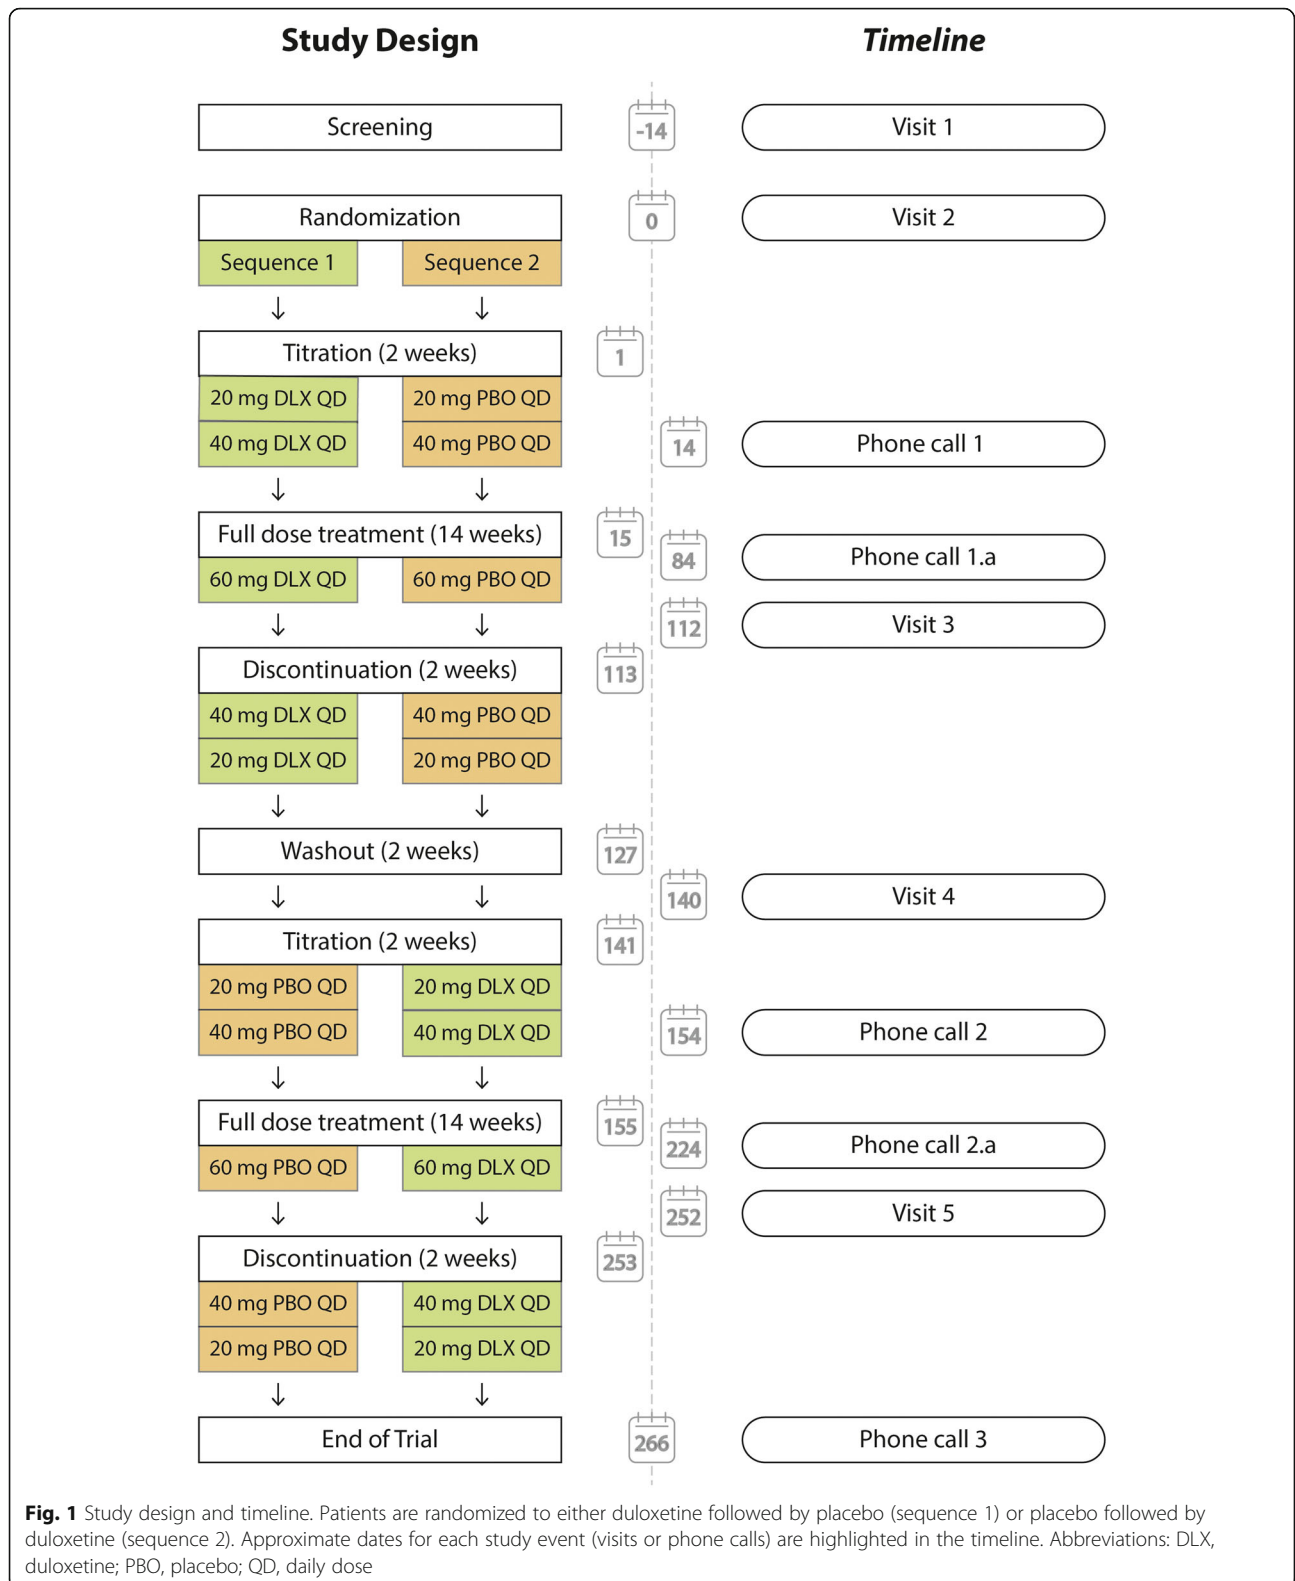 Study Design
Timeline
Screening
-14
Visit 1
Randomization
0
Visit 2
Sequence 1
Sequence 2
↓ ↓
Titration (2 weeks)
1
20 mg DLX QD
20 mg PBO QD
40 mg DLX QD
40 mg PBO QD
14
Phone call 1
↓ ↓
Full dose treatment (14 weeks)
15
84
Phone call 1.a
60 mg DLX QD
60 mg PBO QD
112
Visit 3
↓ ↓
Discontinuation (2 weeks)
113
40 mg DLX QD
40 mg PBO QD
20 mg DLX QD
20 mg PBO QD
↓ ↓
Washout (2 weeks)
127
↓ ↓
140
Visit 4
Titration (2 weeks)
141
20 mg PBO QD
20 mg DLX QD
40 mg PBO QD
40 mg DLX QD
154
Phone call 2
↓ ↓
Full dose treatment (14 weeks)
155
224
Phone call 2.a
60 mg PBO QD
60 mg DLX QD
252
Visit 5
↓ ↓
Discontinuation (2 weeks)
253
40 mg PBO QD
40 mg DLX QD
20 mg PBO QD
20 mg DLX QD
↓ ↓
End of Trial
266
Phone call 3
Fig. 1 Study design and timeline. Patients are randomized to either duloxetine followed by placebo (sequence 1) or placebo followed by
duloxetine (sequence 2). Approximate dates for each study event (visits or phone calls) are highlighted in the timeline. Abbreviations: DLX,
duloxetine; PBO, placebo; QD, daily dose